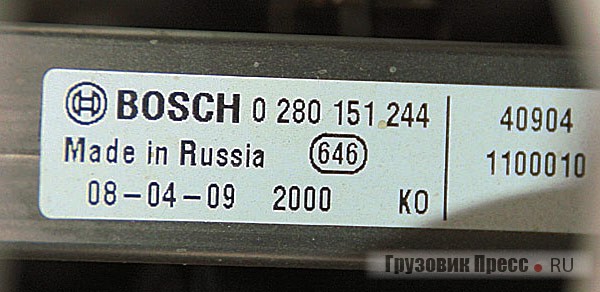 BOSCH 0 280 151 244 40904
Made in Russia 646 1100010
08-04-09 2000 KO
Грузовик Пресс.RU